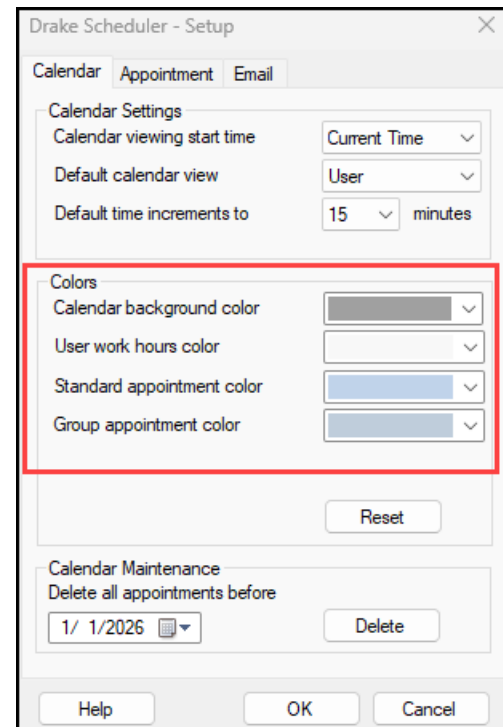 Drake Scheduler - Setup
Calendar Appointment Email
Calendar Settings
Calendar viewing start time Current Time
Default calendar view User
Default time increments to 15 minutes
Colors
Calendar background color
User work hours color
Standard appointment color
Group appointment color
Reset
Calendar Maintenance
Delete all appointments before
1/ 1/2026 Delete
Help OK Cancel